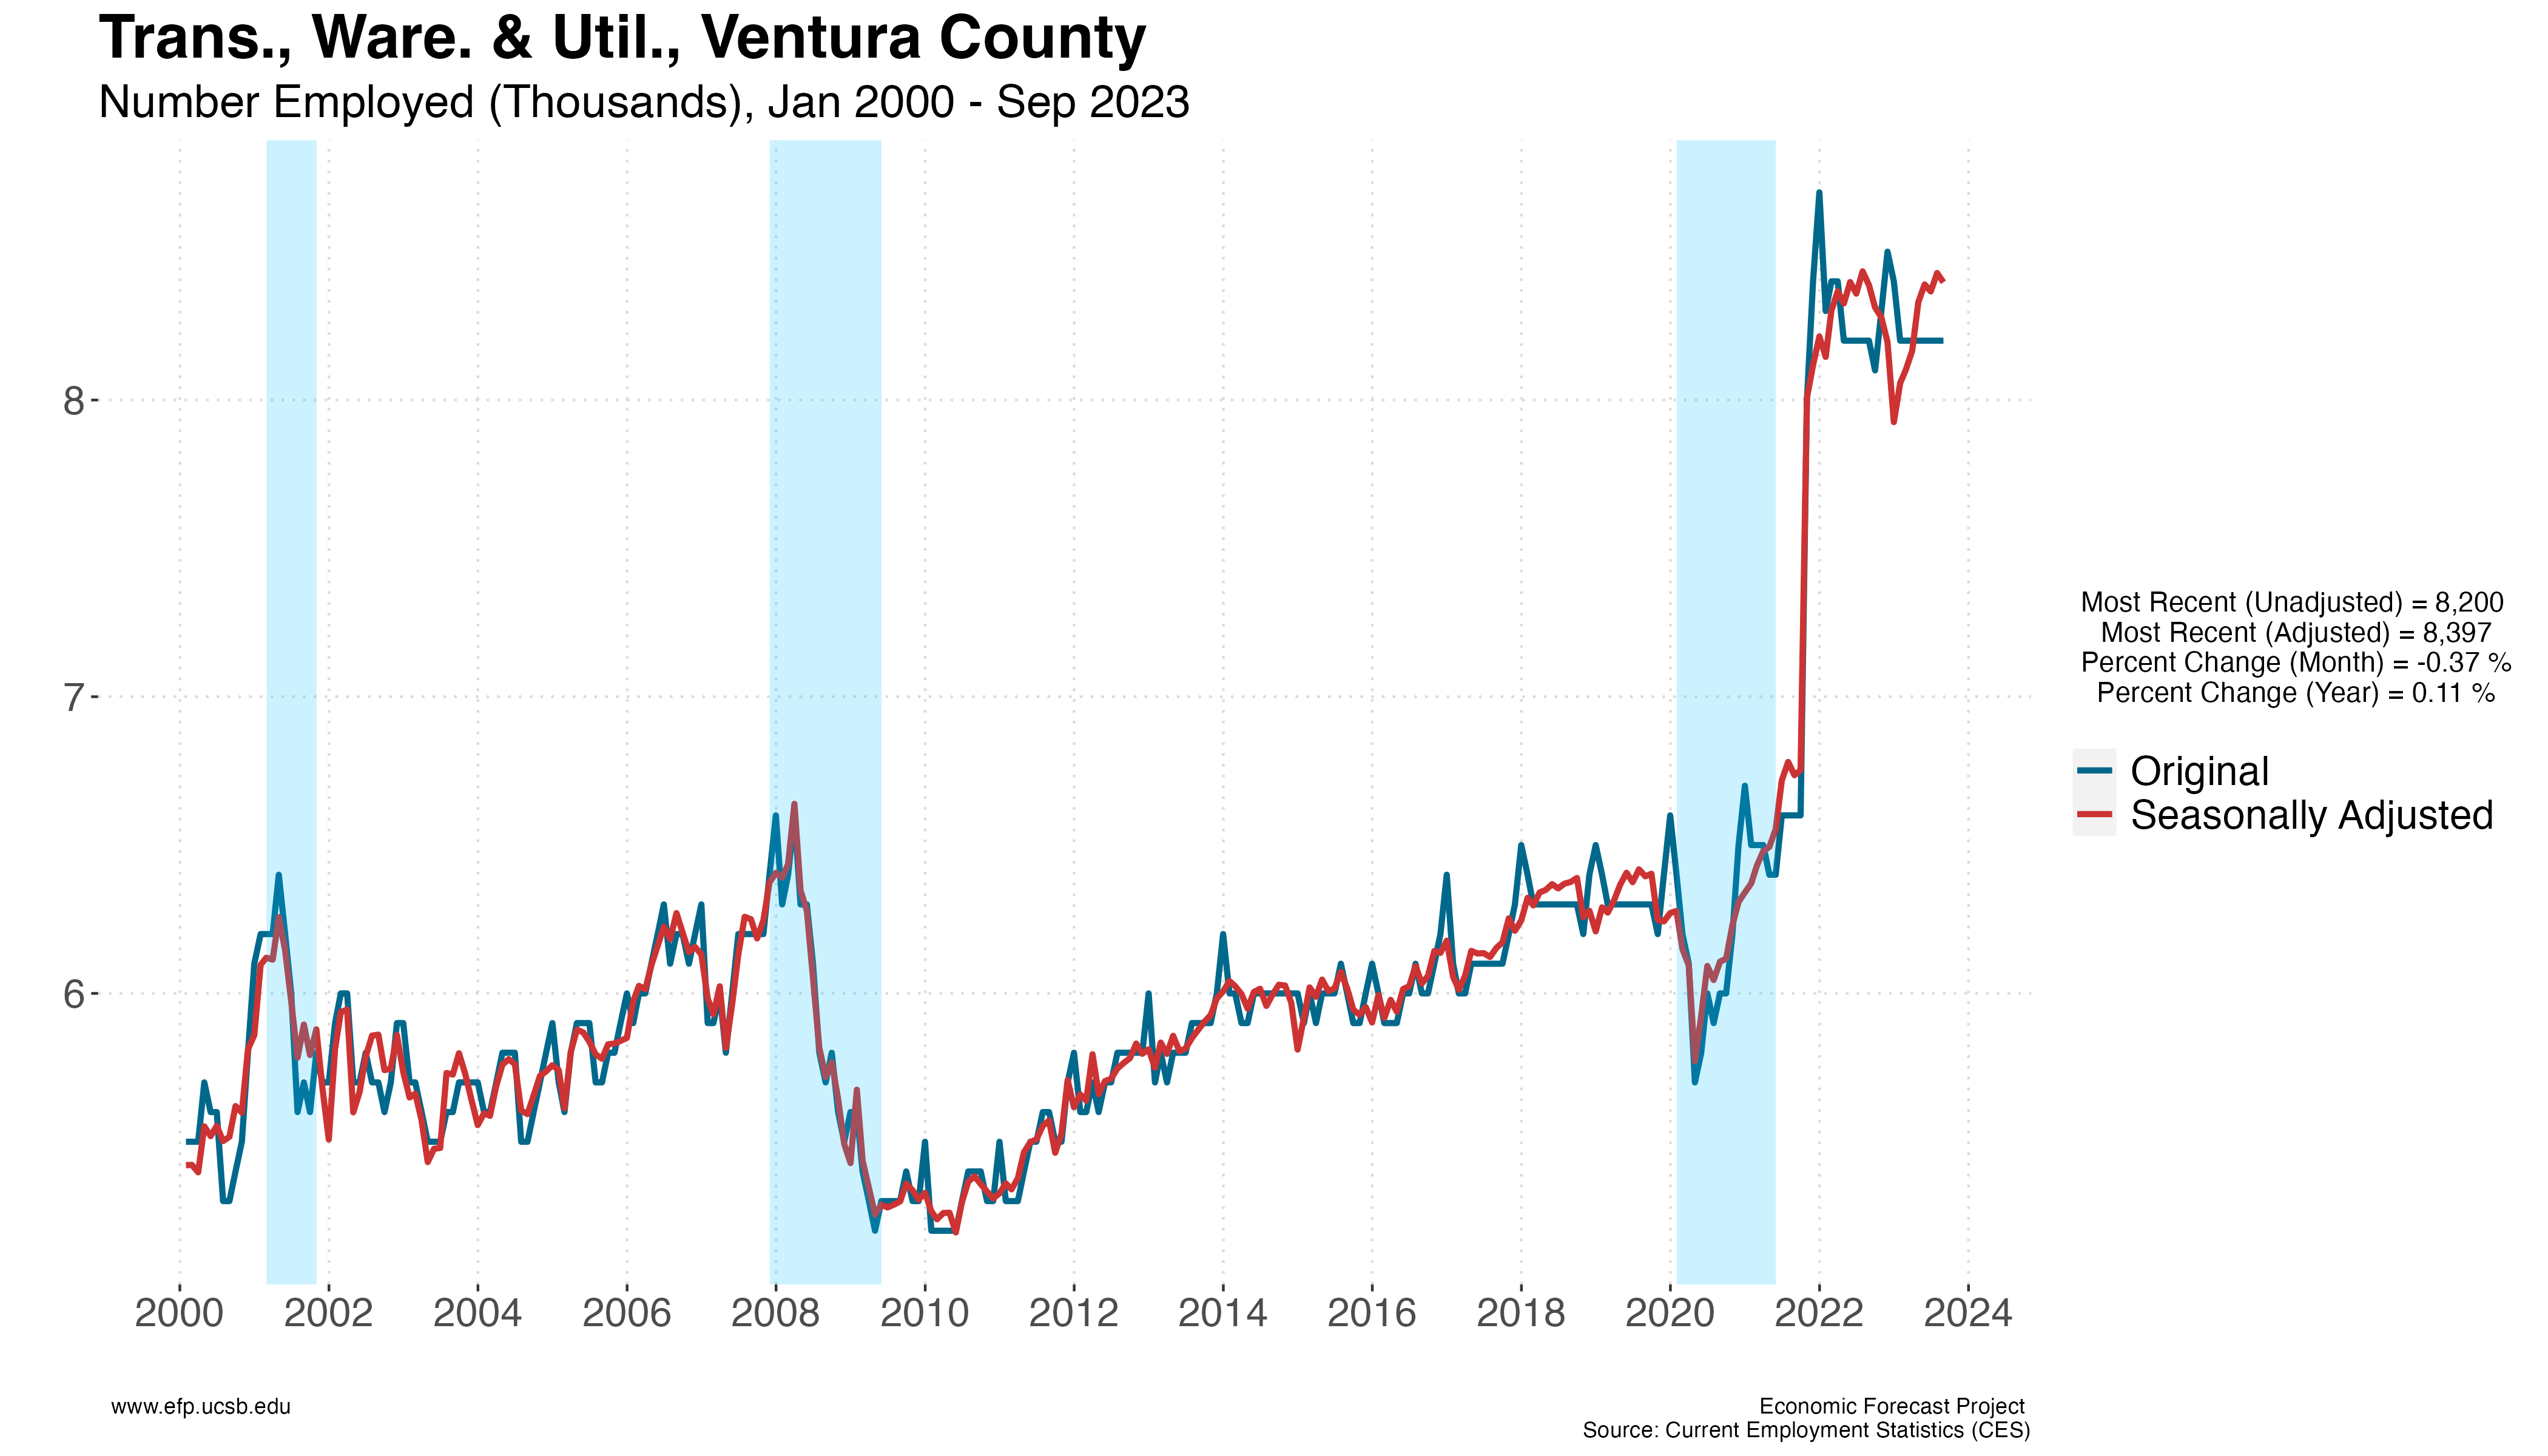 Trans., Ware. & Util., Ventura County
Number Employed (Thousands), Jan 2000 - Sep 2023
8
7
6
2000 2002 2004 2006 2008 2010 2012 2014 2016 2018 2020 2022 2024
Most Recent (Unadjusted) = 8,200
Most Recent (Adjusted) = 8,397
Percent Change (Month) = -0.37 %
Percent Change (Year) = 0.11 %
Original
Seasonally Adjusted
www.efp.ucsb.edu
Economic Forecast Project
Source: Current Employment Statistics (CES)